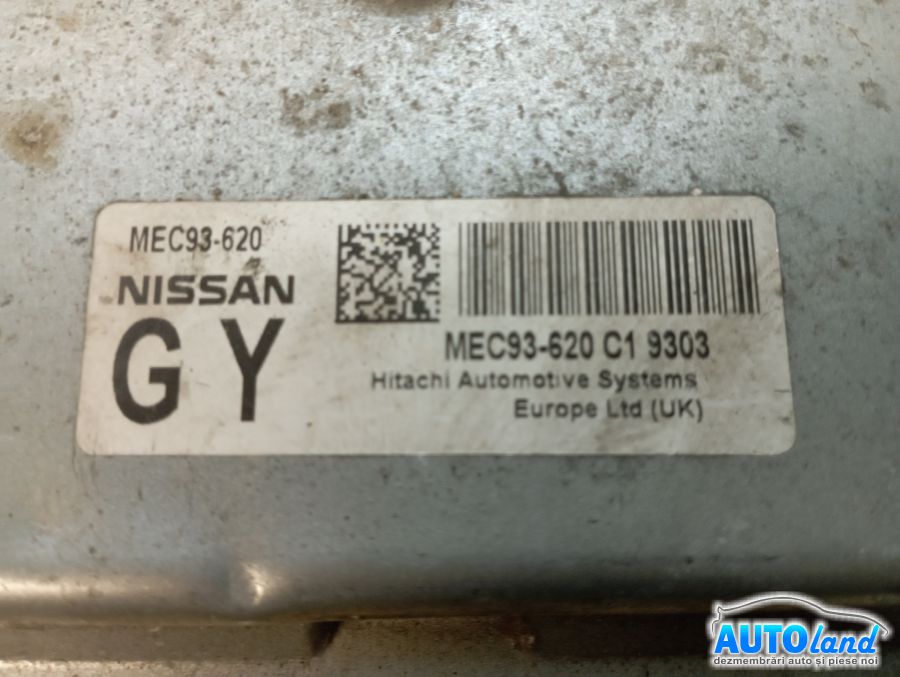 MEC93-620
NISSAN
G Y
MEC93-620 C1 9303
Hitachi Automotive Systems
Europe Ltd (UK)
AUTOland
dezmembrări auto și piese noi